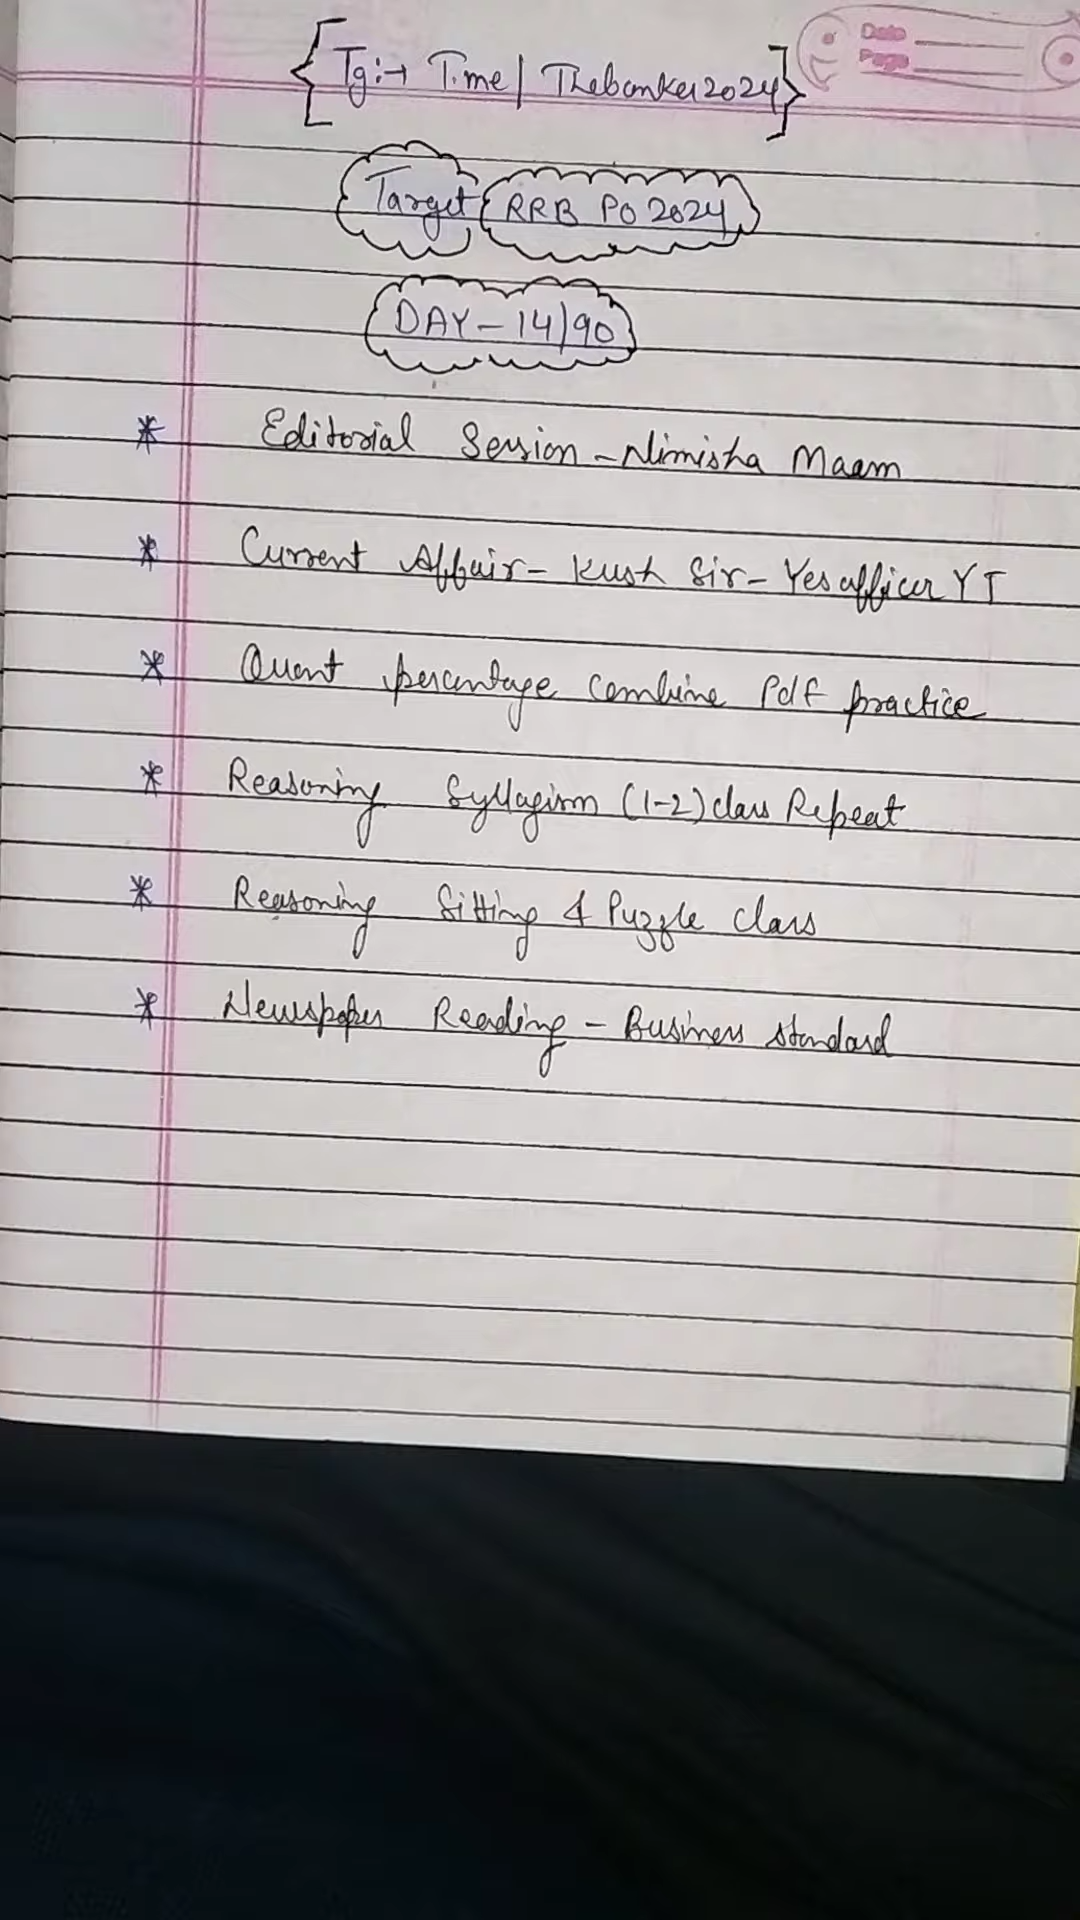 Tg:→ Time | Thebanker2024
Date
Page
Target RRB PO 2024
DAY - 14/90
* Editorial Session - Nimisha Maam
* Current Affair - Kush Sir - Yes officer YT
* Quant percentage combine Pdf practice
* Reasoning Syllogism (1-2) class Repeat
* Reasoning Sitting & Puzzle Class
* Newspaper Reading - Business standard